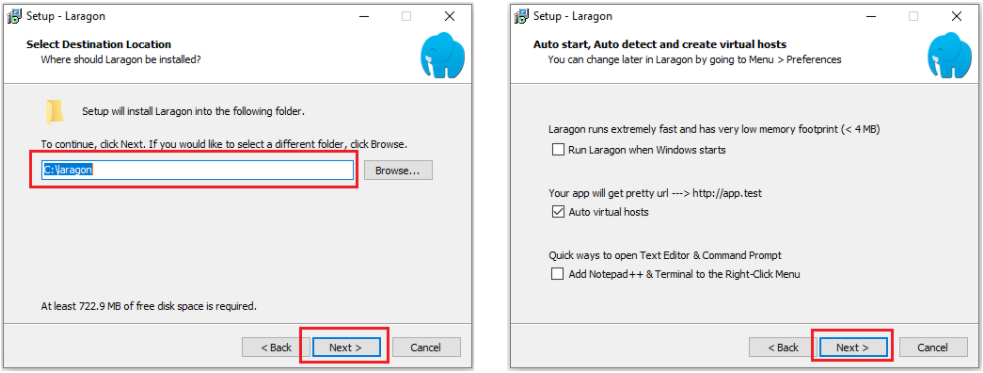 Setup - Laragon
Select Destination Location
Where should Laragon be installed?
Setup will install Laragon into the following folder.
To continue, click Next. If you would like to select a different folder, click Browse.
C:\laragon
Browse...
At least 722.9 MB of free disk space is required.
< Back
Next >
Cancel
Setup - Laragon
Auto start, Auto detect and create virtual hosts
You can change later in Laragon by going to Menu > Preferences
Laragon runs extremely fast and has very low memory footprint (< 4 MB)
Run Laragon when Windows starts
Your app will get pretty url ---> http://app.test
Auto virtual hosts
Quick ways to open Text Editor & Command Prompt
Add Notepad++ & Terminal to the Right-Click Menu
< Back
Next >
Cancel